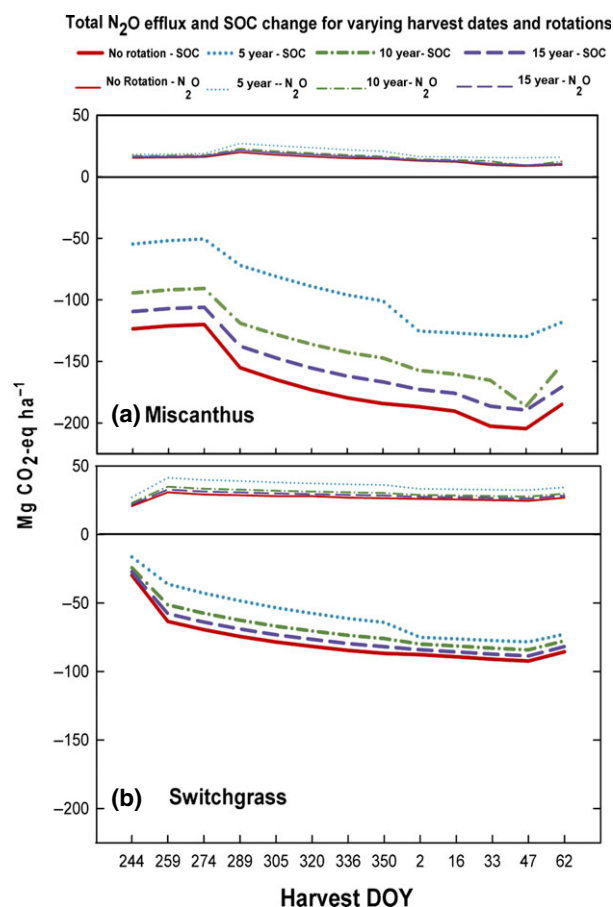 Total N₂O efflux and SOC change for varying harvest dates and rotations
No rotation - SOC 5 year - SOC 10 year- SOC 15 year - SOC
No Rotation - N₂O 5 year -- N₂O 10 year- N₂O 15 year - N₂O
50
0
–50
–100
–150
–200
(a) Miscanthus
Mg CO₂-eq ha⁻¹
50
0
–50
–100
–150
–200
(b) Switchgrass
244 259 274 289 305 320 336 350 2 16 33 47 62
Harvest DOY